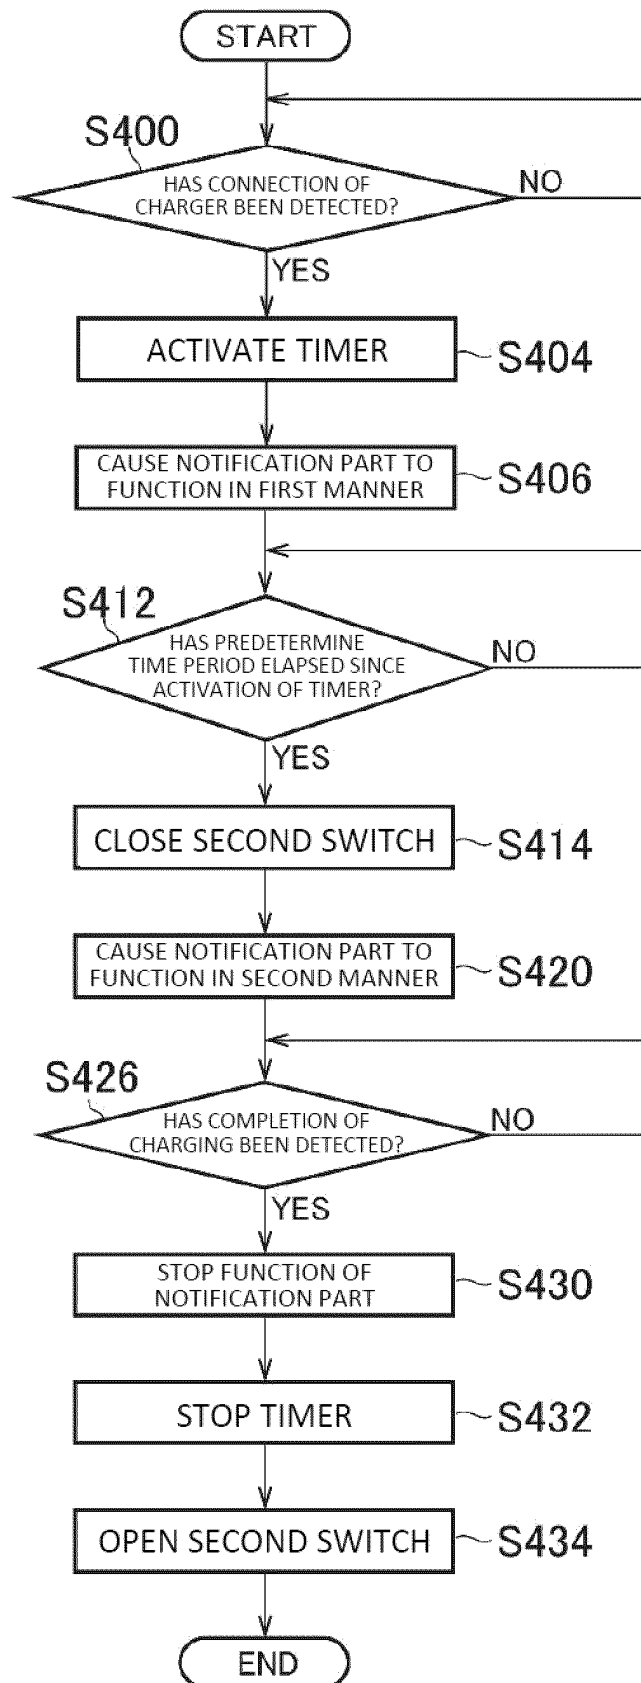 START
S400
HAS CONNECTION OF
CHARGER BEEN DETECTED?
NO
YES
ACTIVATE TIMER
S404
CAUSE NOTIFICATION PART TO
FUNCTION IN FIRST MANNER
S406
S412
HAS PREDETERMINE
TIME PERIOD ELAPSED SINCE
ACTIVATION OF TIMER?
NO
YES
CLOSE SECOND SWITCH
S414
CAUSE NOTIFICATION PART TO
FUNCTION IN SECOND MANNER
S420
S426
HAS COMPLETION OF
CHARGING BEEN DETECTED?
NO
YES
STOP FUNCTION OF
NOTIFICATION PART
S430
STOP TIMER
S432
OPEN SECOND SWITCH
S434
END